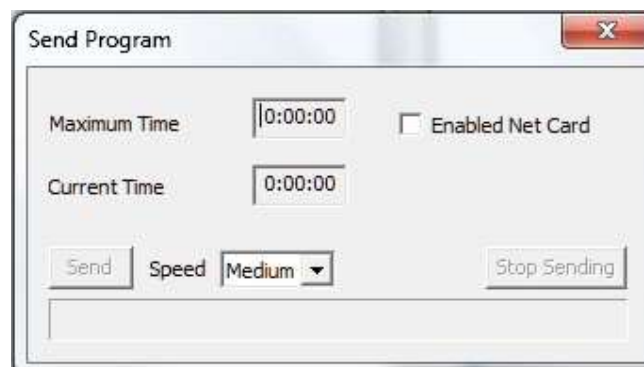 Send Program
Maximum Time 0:00:00 Enabled Net Card
Current Time 0:00:00
Send Speed Medium Stop Sending